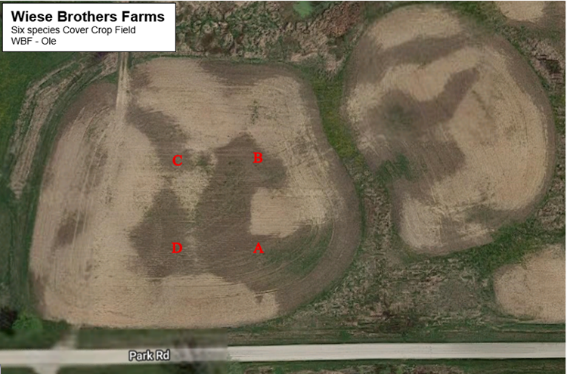 Wiese Brothers Farms
Six species Cover Crop Field
WBF - Ole
C
B
D
A
Park Rd